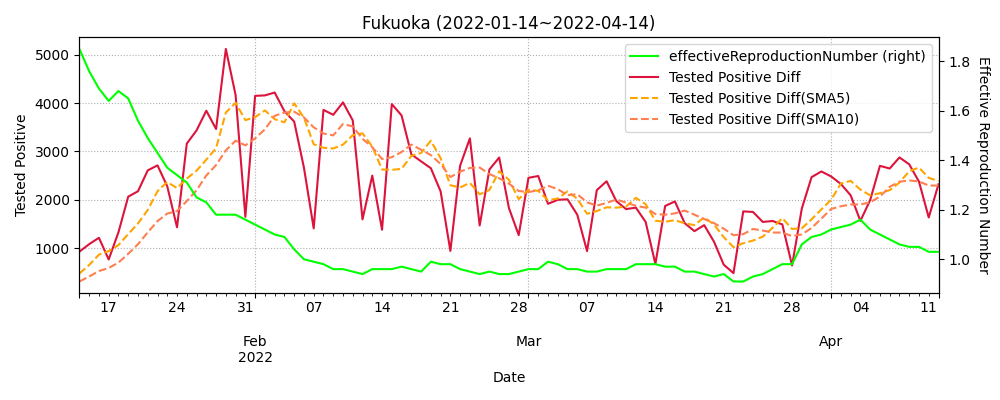 Fukuoka (2022-01-14~2022-04-14)
effectiveReproductionNumber (right)
Tested Positive Diff
Tested Positive Diff(SMA5)
Tested Positive Diff(SMA10)
Tested Positive
5000
4000
3000
2000
1000
Effective Reproduction Number
1.8
1.6
1.4
1.2
1.0
17 24 31 07 14 21 28 07 14 21 28 04 11
Feb Mar Apr
2022
Date